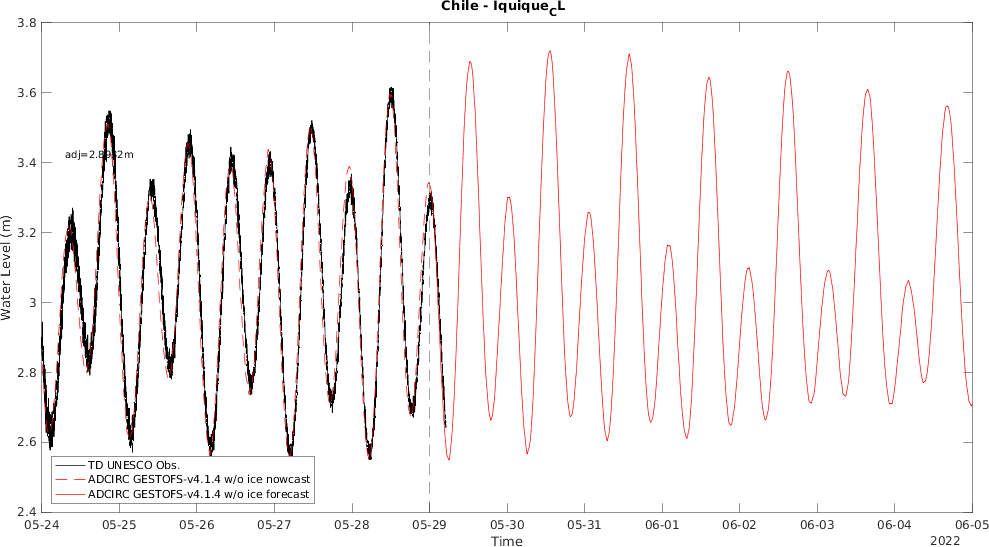 Chile - Iquique_CL
3.8
3.6
3.4
3.2
3
2.8
2.6
2.4
Water Level (m)
adj=2.8932m
TD UNESCO Obs.
ADCIRC GESTOFS-v4.1.4 w/o ice nowcast
ADCIRC GESTOFS-v4.1.4 w/o ice forecast
05-24 05-25 05-26 05-27 05-28 05-29 05-30 05-31 06-01 06-02 06-03 06-04 06-05
Time
2022